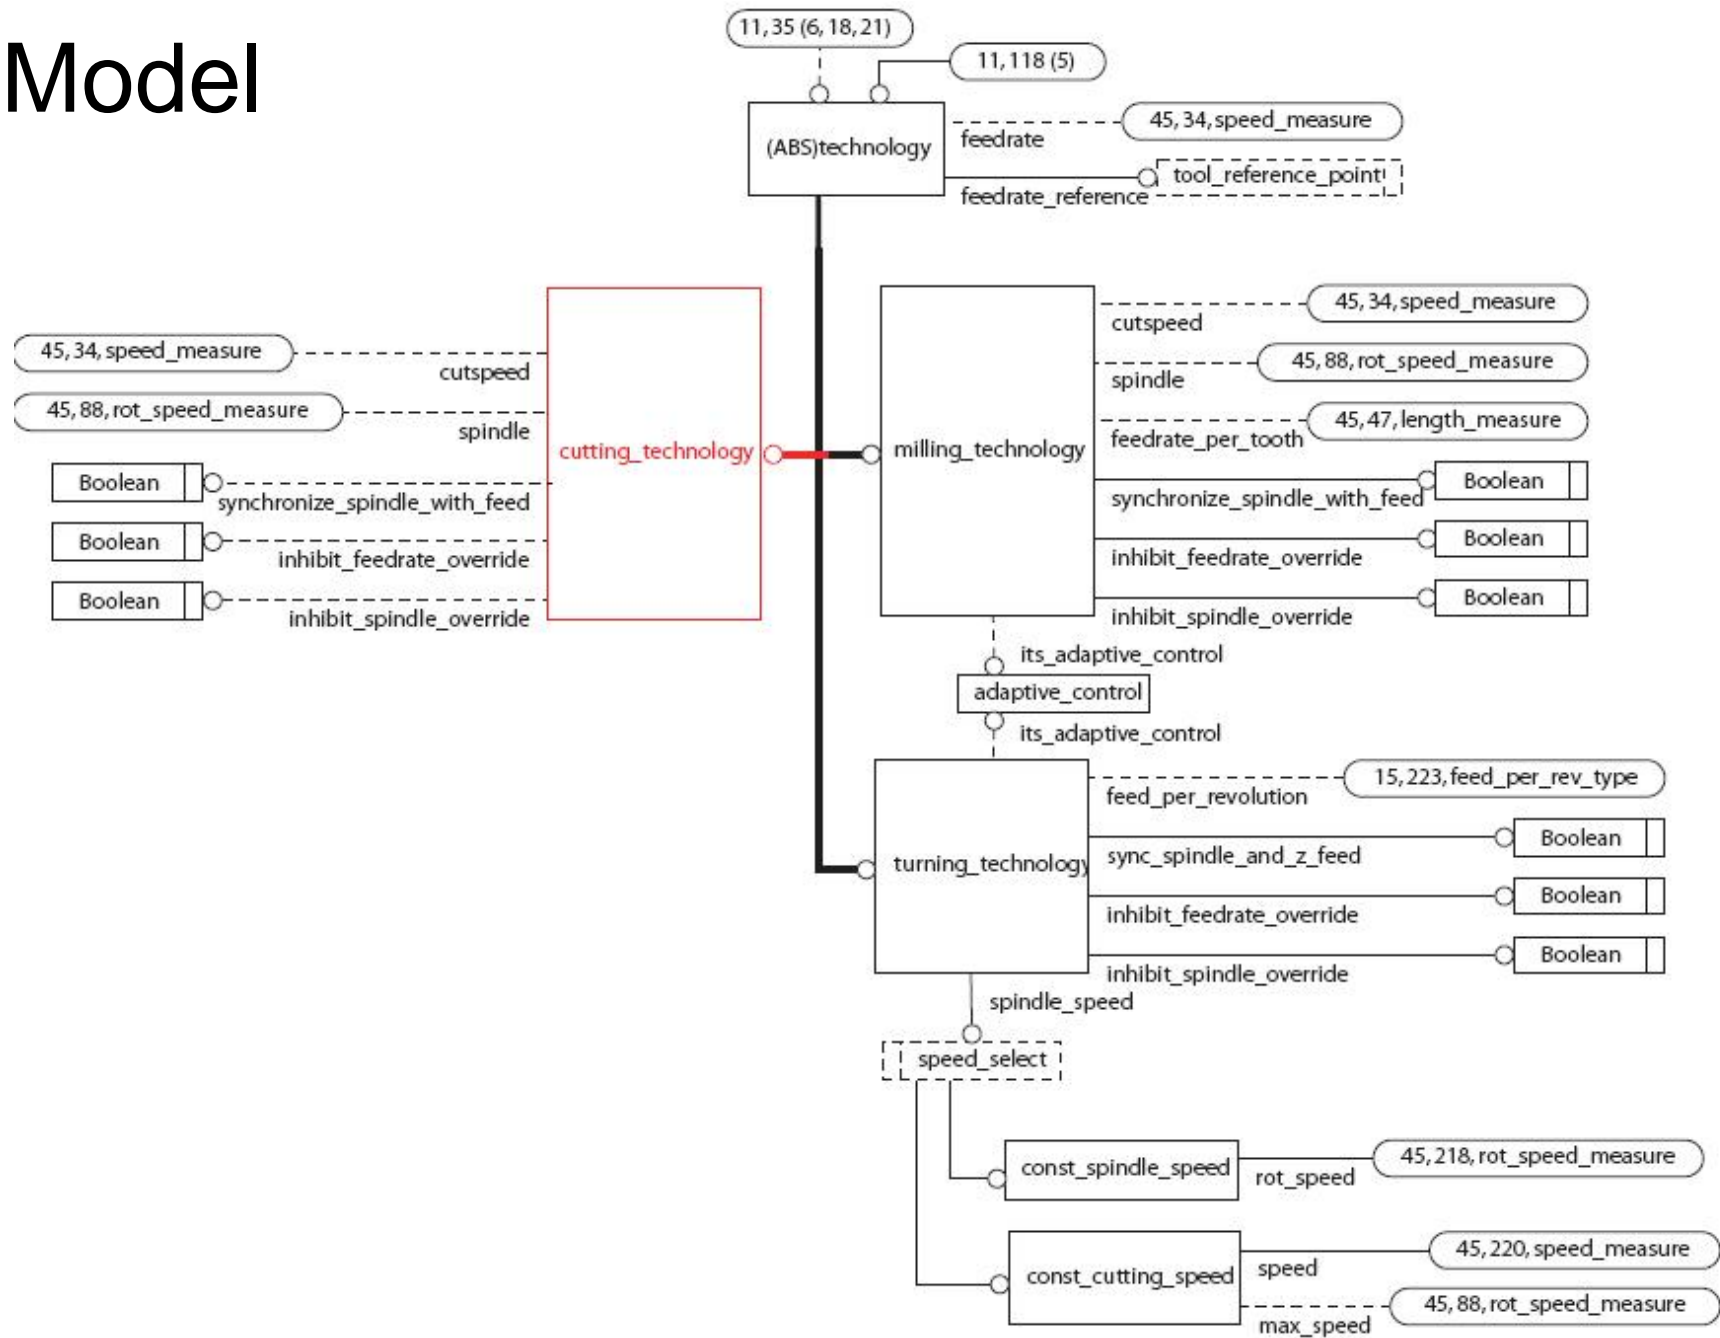 Model
11, 35 (6, 18, 21)
11, 118 (5)
(ABS)technology
45, 34, speed_measure
feedrate
tool_reference_point
feedrate_reference
45, 34, speed_measure
cutspeed
45, 88, rot_speed_measure
spindle
Boolean
synchronize_spindle_with_feed
Boolean
inhibit_feedrate_override
Boolean
inhibit_spindle_override
cutting_technology
milling_technology
45, 34, speed_measure
cutspeed
45, 88, rot_speed_measure
spindle
45, 47, length_measure
feedrate_per_tooth
Boolean
synchronize_spindle_with_feed
Boolean
inhibit_feedrate_override
Boolean
inhibit_spindle_override
its_adaptive_control
adaptive_control
its_adaptive_control
turning_technology
15, 223, feed_per_rev_type
feed_per_revolution
Boolean
sync_spindle_and_z_feed
Boolean
inhibit_feedrate_override
Boolean
inhibit_spindle_override
spindle_speed
speed_select
const_spindle_speed
45, 218, rot_speed_measure
rot_speed
const_cutting_speed
45, 220, speed_measure
speed
45, 88, rot_speed_measure
max_speed